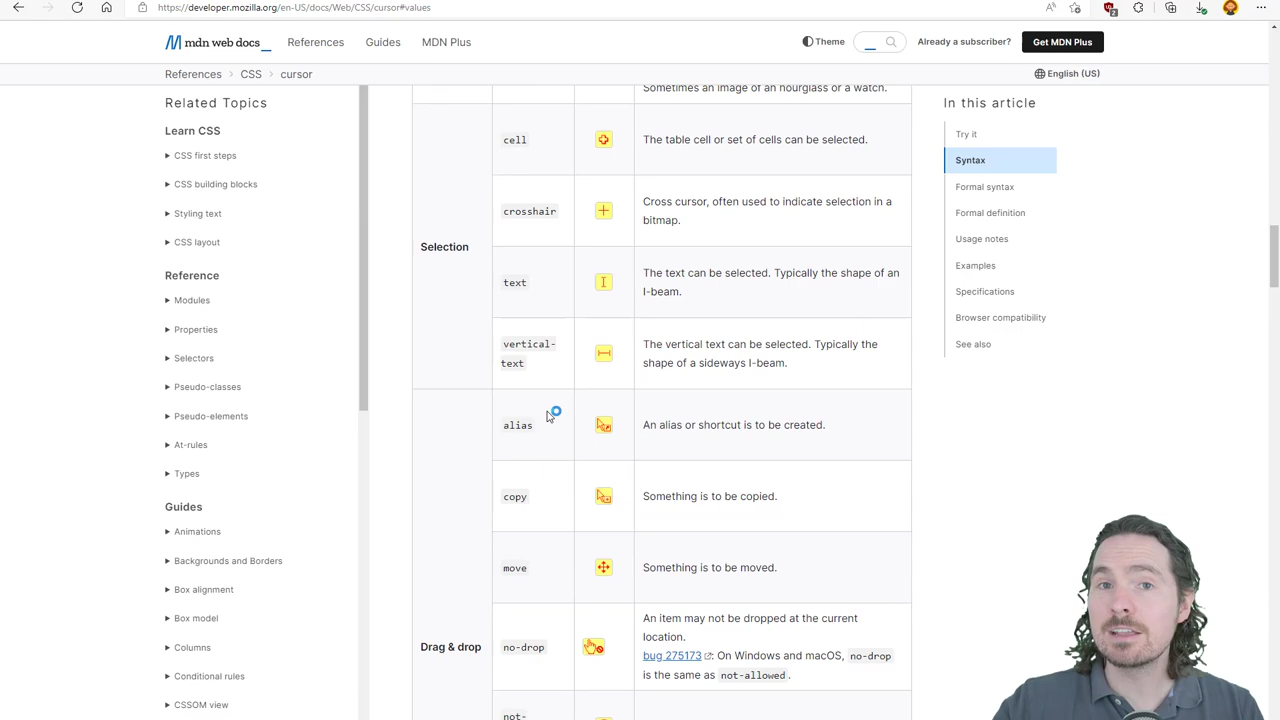 https://developer.mozilla.org/en-US/docs/Web/CSS/cursor#values
2
mdn web docs_
References
Guides
MDN Plus
Theme
Already a subscriber?
Get MDN Plus
References
CSS
cursor
English (US)
Related Topics
Learn CSS
CSS first steps
CSS building blocks
Styling text
CSS layout
Reference
Modules
Properties
Selectors
Pseudo-classes
Pseudo-elements
At-rules
Types
Guides
Animations
Backgrounds and Borders
Box alignment
Box model
Columns
Conditional rules
CSSOM view
Sometimes an image of an hourglass or a watch.
Selection
cell
The table cell or set of cells can be selected.
crosshair
Cross cursor, often used to indicate selection in a
bitmap.
text
The text can be selected. Typically the shape of an
I-beam.
vertical-
text
The vertical text can be selected. Typically the
shape of a sideways I-beam.
Drag & drop
alias
An alias or shortcut is to be created.
copy
Something is to be copied.
move
Something is to be moved.
no-drop
An item may not be dropped at the current
location.
bug 275173: On Windows and macOS, no-drop
is the same as not-allowed.
not-
In this article
Try it
Syntax
Formal syntax
Formal definition
Usage notes
Examples
Specifications
Browser compatibility
See also